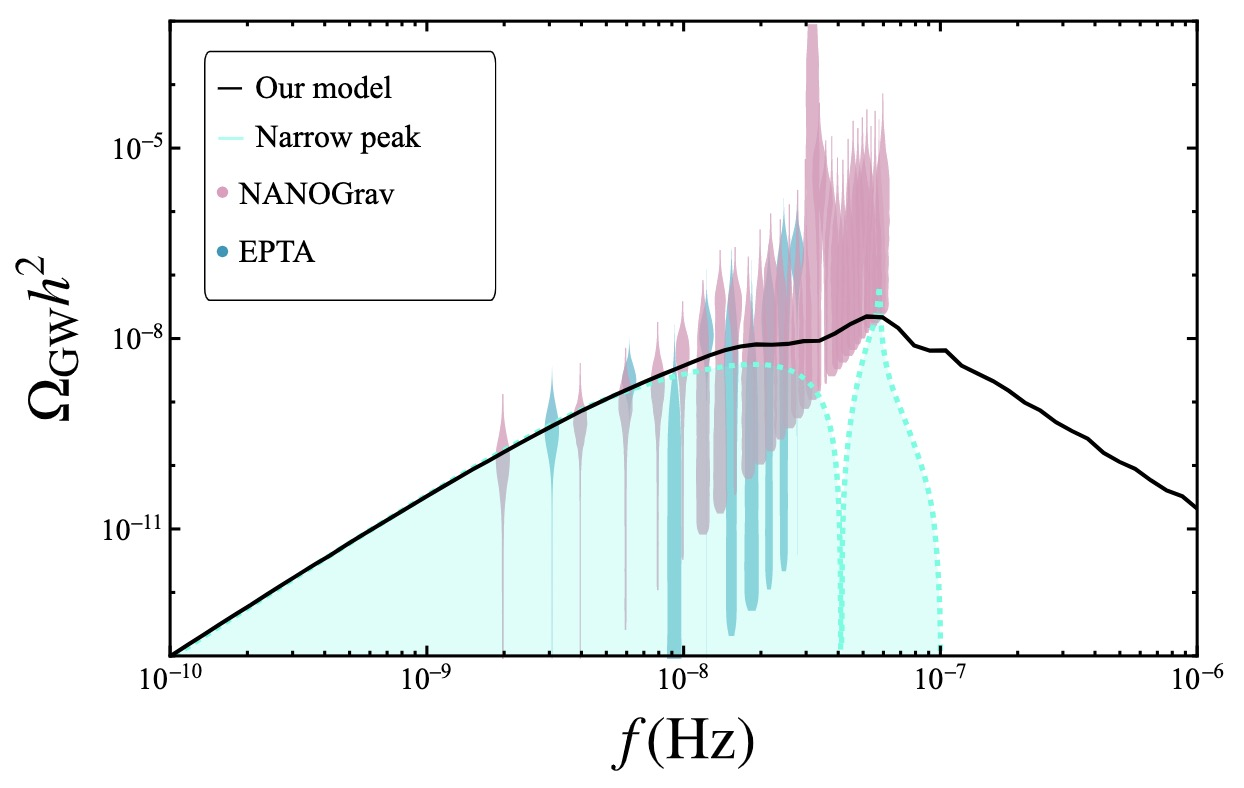 Our model
Narrow peak
NANOGrav
EPTA
10⁻⁵
10⁻⁸
10⁻¹¹
Ω_GW h²
10⁻¹⁰ 10⁻⁹ 10⁻⁸ 10⁻⁷ 10⁻⁶
f(Hz)